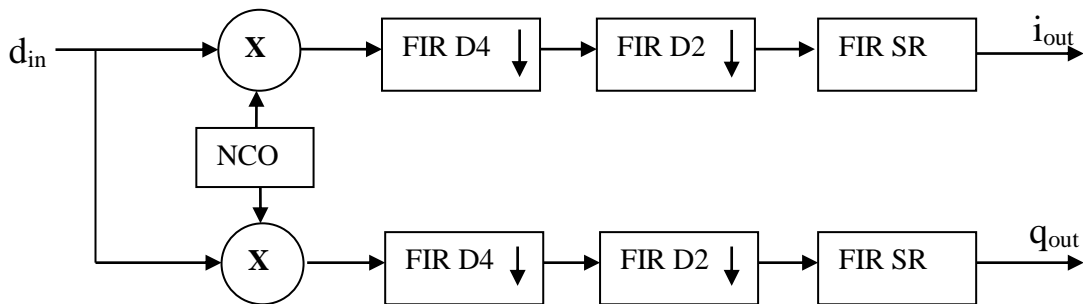 d_in
X
FIR D4
FIR D2
FIR SR
i_out
NCO
X
FIR D4
FIR D2
FIR SR
q_out